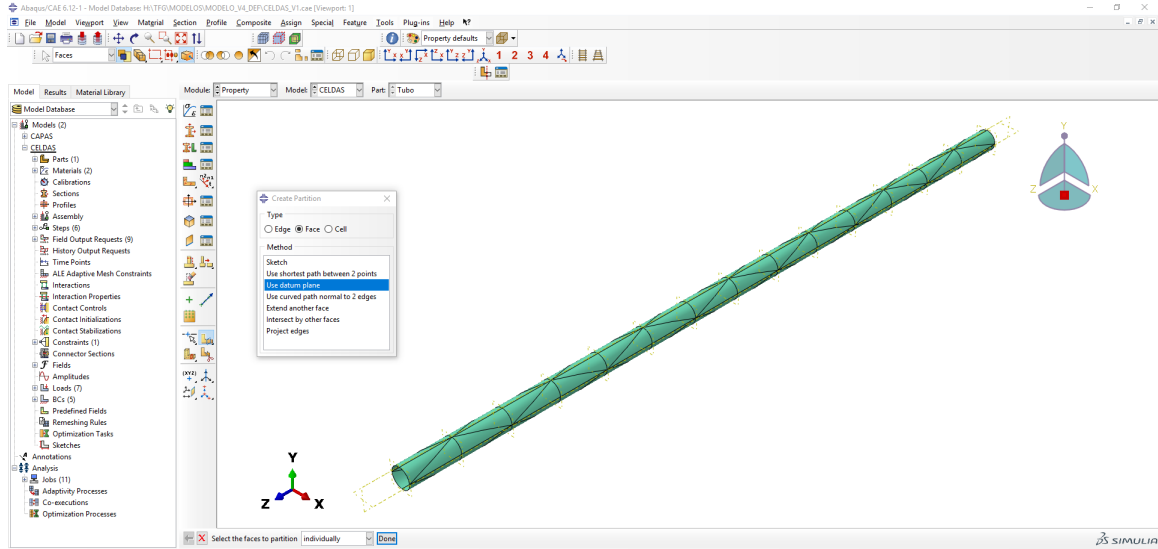 Abaqus/CAE 6.12-1 - Model Database: H:\TFG\MODELOS\MODELO_V4_DEF\CELDAS_V1.cae [Viewport: 1]
File Model Viewport View Material Section Profile Composite Assign Special Feature Tools Plug-ins Help
Property defaults
Faces
1 2 3 4
Model Results Material Library
Module: Property Model: CELDAS Part: Tubo
Model Database
Models (2)
CAPAS
CELDAS
Parts (1)
Materials (2)
Calibrations
Sections
Profiles
Assembly
Steps (6)
Field Output Requests (9)
History Output Requests
Time Points
ALE Adaptive Mesh Constraints
Interactions
Interaction Properties
Contact Controls
Contact Initializations
Contact Stabilizations
Constraints (1)
Connector Sections
Fields
Amplitudes
Loads (7)
BCs (5)
Predefined Fields
Remeshing Rules
Optimization Tasks
Sketches
Annotations
Analysis
Jobs (11)
Adaptivity Processes
Co-executions
Optimization Processes
Create Partition
Type
Edge Face Cell
Method
Sketch
Use shortest path between 2 points
Use datum plane
Use curved path normal to 2 edges
Extend another face
Intersect by other faces
Project edges
Y
Z X
Y
Z X
Select the faces to partition individually Done
SIMULIA